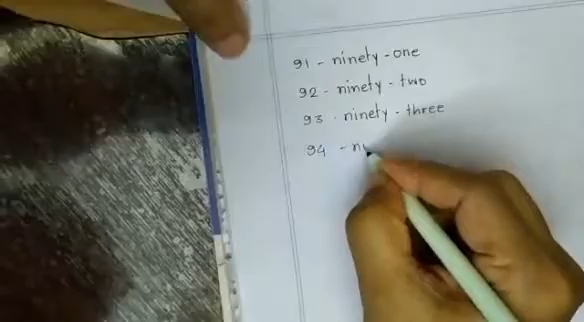 91 - ninety - one
92 - ninety - two
93 - ninety - three
94 - n